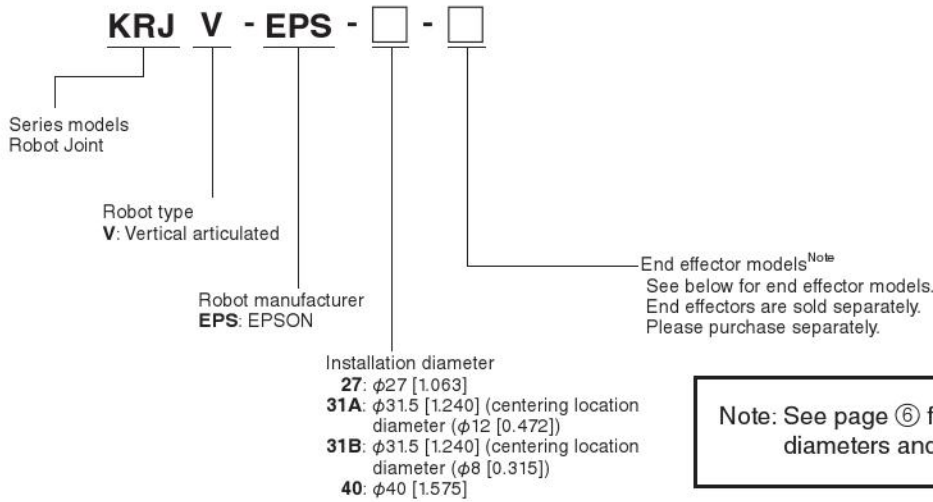 KRJ V - EPS - □ - □
Series models
Robot Joint
Robot type
V: Vertical articulated
Robot manufacturer
EPS: EPSON
End effector models Note
See below for end effector models.
End effectors are sold separately.
Please purchase separately.
Installation diameter
27: φ27 [1.063]
31A: φ31.5 [1.240] (centering location
diameter (φ12 [0.472])
31B: φ31.5 [1.240] (centering location
diameter (φ8 [0.315])
40: φ40 [1.575]
Note: See page ⑥ f
diameters and